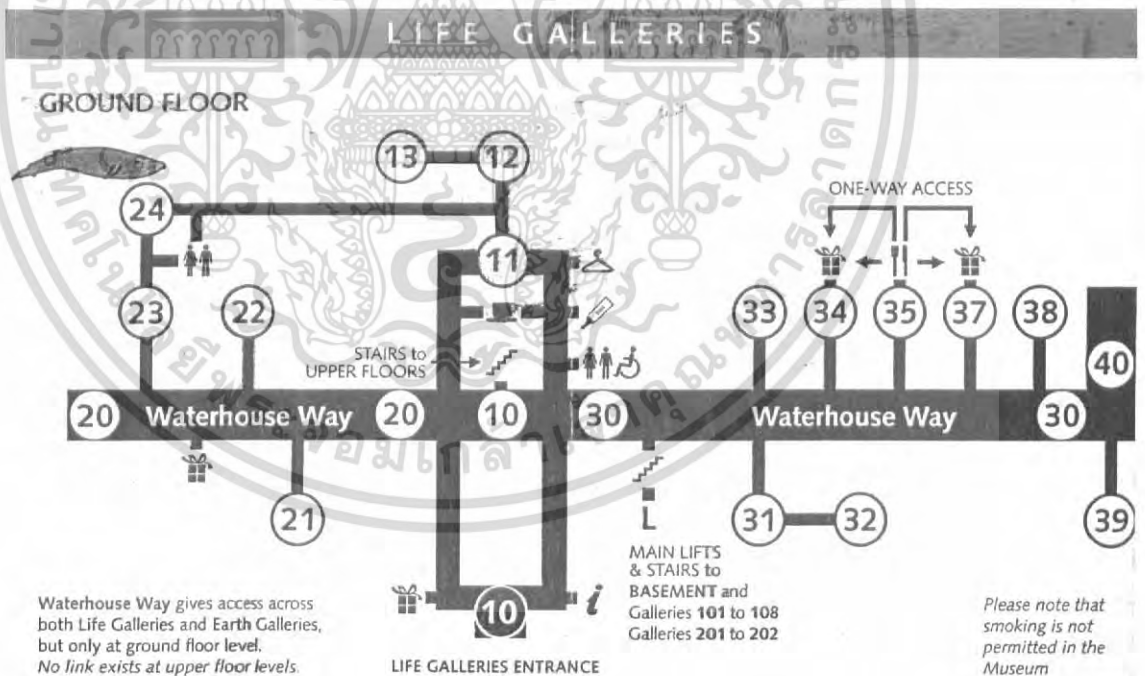 LIFE GALLERIES
GROUND FLOOR
13
12
ONE-WAY ACCESS
24
11
23
22
33
34
35
37
38
STAIRS to
UPPER FLOORS
40
20
Waterhouse Way
20
10
30
Waterhouse Way
30
21
L
31
32
39
MAIN LIFTS
& STAIRS to
BASEMENT and
Galleries 101 to 108
Galleries 201 to 202
10
i
LIFE GALLERIES ENTRANCE
Waterhouse Way gives access across
both Life Galleries and Earth Galleries,
but only at ground floor level.
No link exists at upper floor levels.
Please note that
smoking is not
permitted in the
Museum